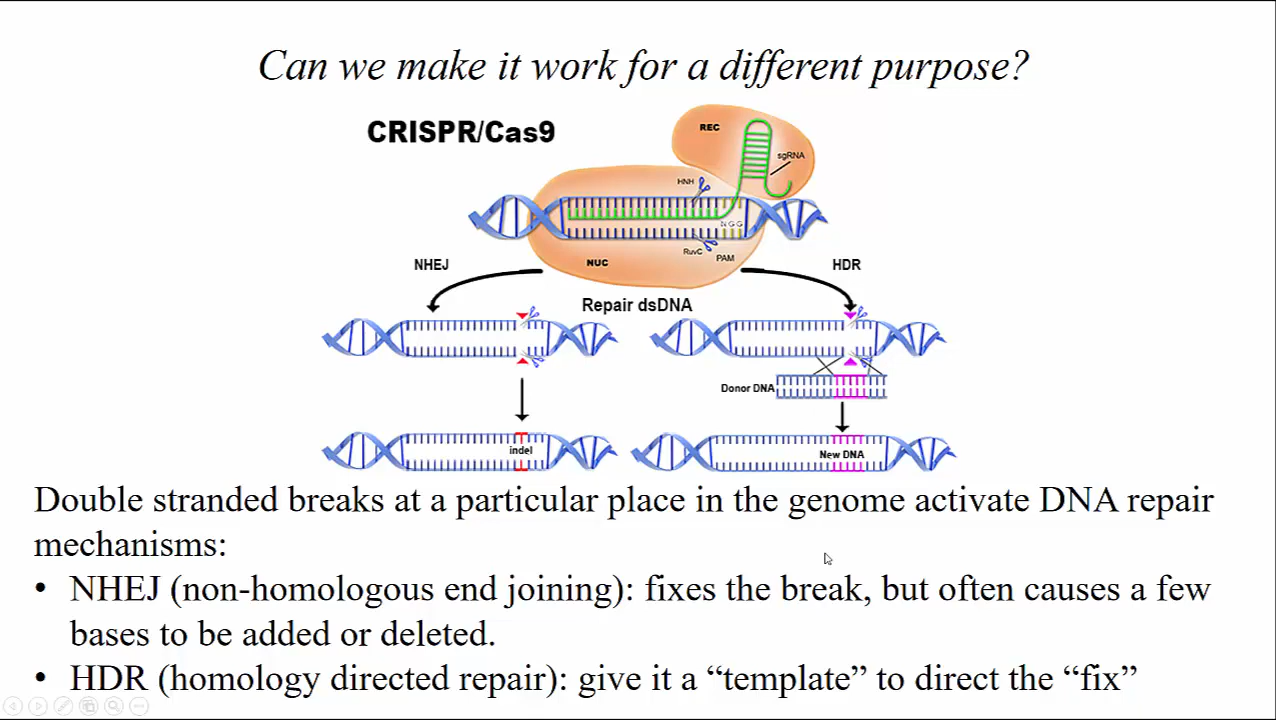 Can we make it work for a different purpose?
CRISPR/Cas9
REC
sgRNA
HNH
NGG
RuvC
PAM
NUC
NHEJ
HDR
Repair dsDNA
Donor DNA
indel
New DNA
Double stranded breaks at a particular place in the genome activate DNA repair
mechanisms:
• NHEJ (non-homologous end joining): fixes the break, but often causes a few
bases to be added or deleted.
• HDR (homology directed repair): give it a “template” to direct the “fix”